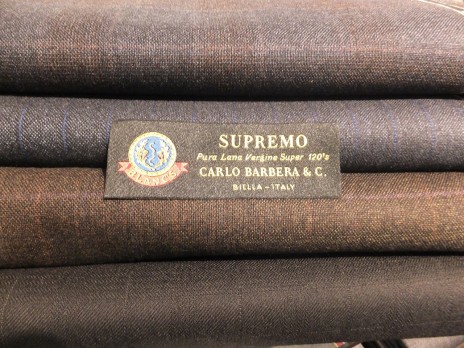 SUPREMO
Pura Lana Vergine Super 120's
CARLO BARBERA & C.
BIELLA - ITALY